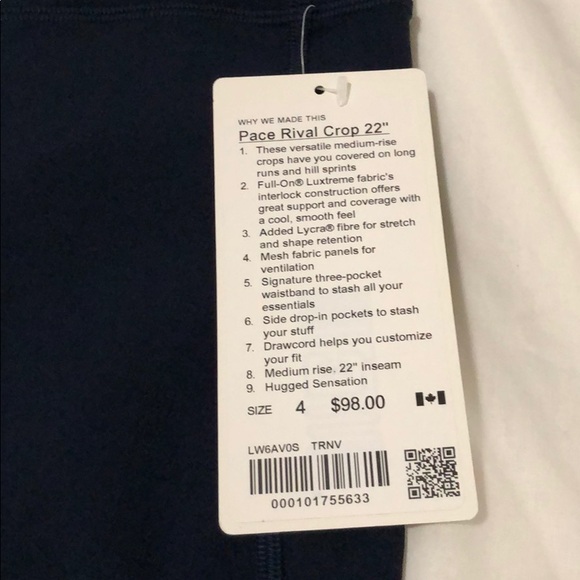 WHY WE MADE THIS
Pace Rival Crop 22"
1. These versatile medium-rise
crops have you covered on long
runs and hill sprints
2. Full-On® Luxtreme fabric's
interlock construction offers
great support and coverage with
a cool, smooth feel
3. Added Lycra® fibre for stretch
and shape retention
4. Mesh fabric panels for
ventilation
5. Signature three-pocket
waistband to stash all your
essentials
6. Side drop-in pockets to stash
your stuff
7. Drawcord helps you customize
your fit
8. Medium rise, 22" inseam
9. Hugged Sensation
SIZE 4 $98.00
LW6AV0S TRNV
000101755633